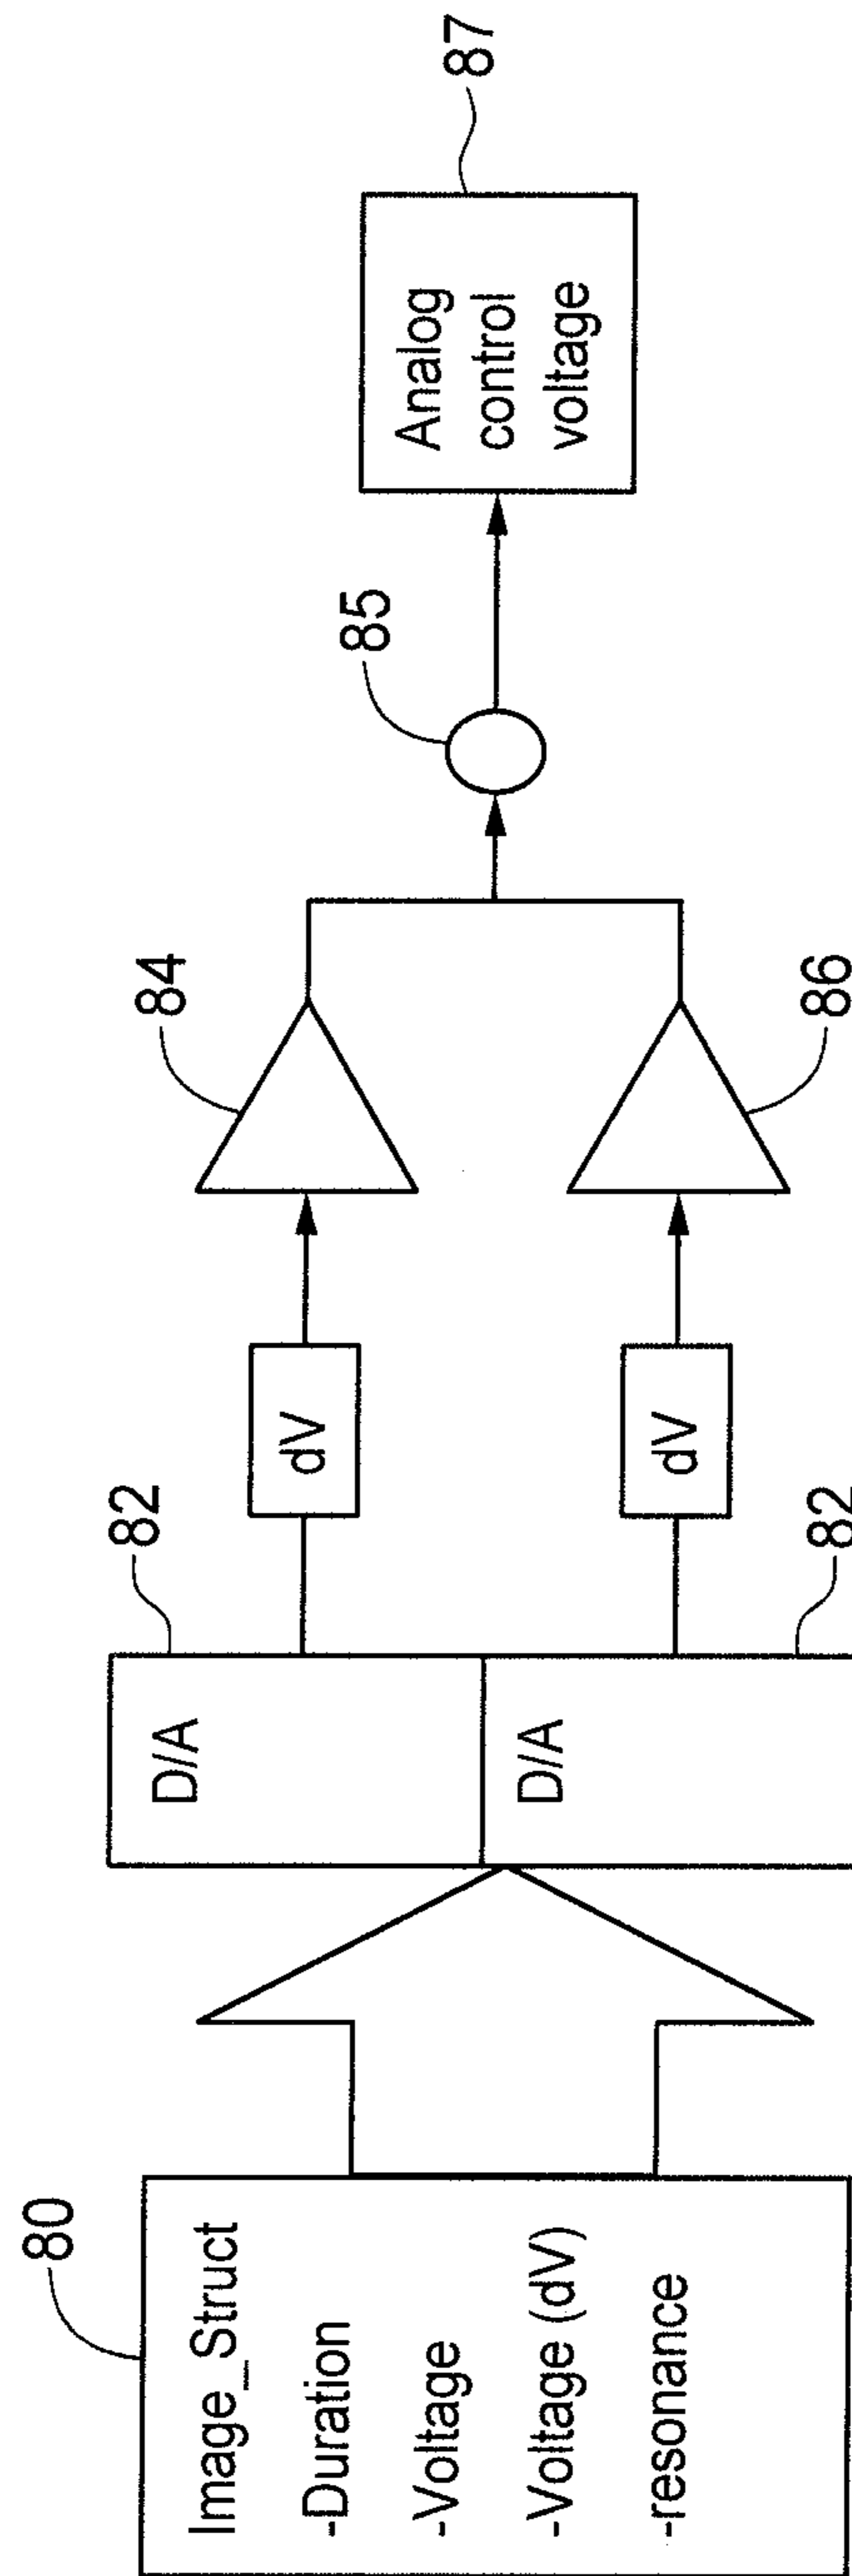 80
Image_Struct
-Duration
-Voltage
-Voltage (dV)
-resonance
82
D/A
D/A
82
dV
dV
84
86
85
87
Analog
control
voltage